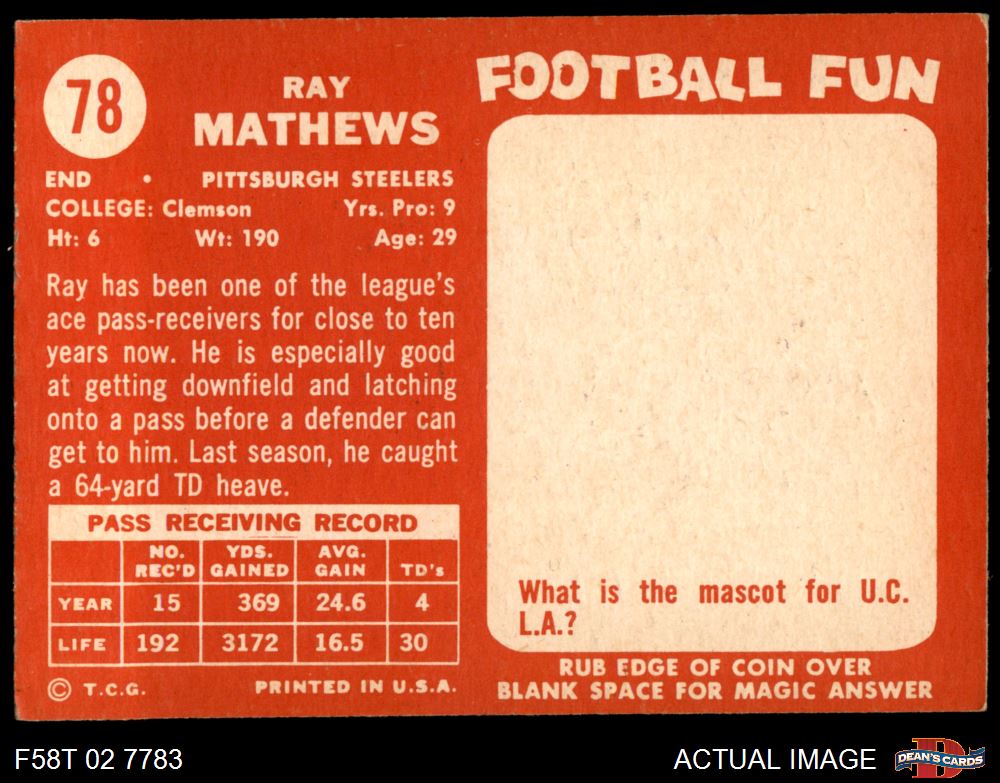 78
RAY
MATHEWS
END • PITTSBURGH STEELERS
COLLEGE: Clemson Yrs. Pro: 9
Ht: 6 Wt: 190 Age: 29
Ray has been one of the league's
ace pass-receivers for close to ten
years now. He is especially good
at getting downfield and latching
onto a pass before a defender can
get to him. Last season, he caught
a 64-yard TD heave.
PASS RECEIVING RECORD
NO. REC'D YDS. GAINED AVG. GAIN TD's
YEAR 15 369 24.6 4
LIFE 192 3172 16.5 30
© T.C.G. PRINTED IN U.S.A.
FOOTBALL FUN
What is the mascot for U.C.
L.A.?
RUB EDGE OF COIN OVER
BLANK SPACE FOR MAGIC ANSWER
F58T 02 7783
ACTUAL IMAGE
D
DEAN'S CARDS